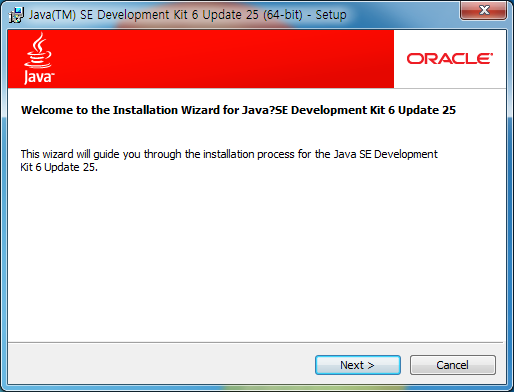 Java(TM) SE Development Kit 6 Update 25 (64-bit) - Setup
Java
ORACLE
Welcome to the Installation Wizard for Java?SE Development Kit 6 Update 25
This wizard will guide you through the installation process for the Java SE Development
Kit 6 Update 25.
Next >
Cancel